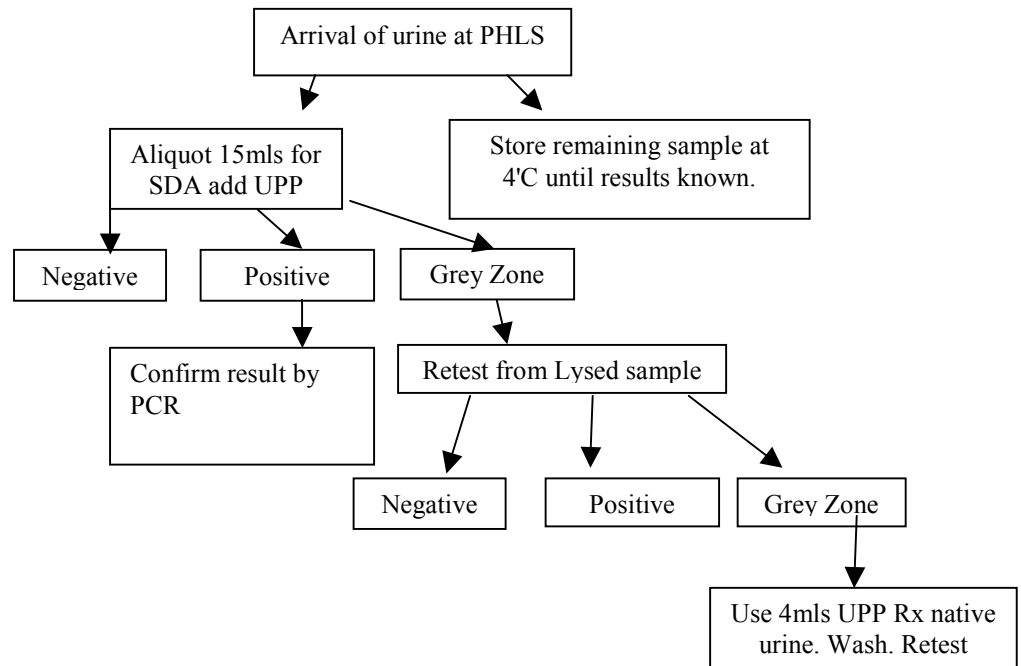 Arrival of urine at PHLS
Aliquot 15mls for
SDA add UPP
Store remaining sample at
4'C until results known.
Negative
Positive
Grey Zone
Confirm result by
PCR
Retest from Lysed sample
Negative
Positive
Grey Zone
Use 4mls UPP Rx native
urine. Wash. Retest